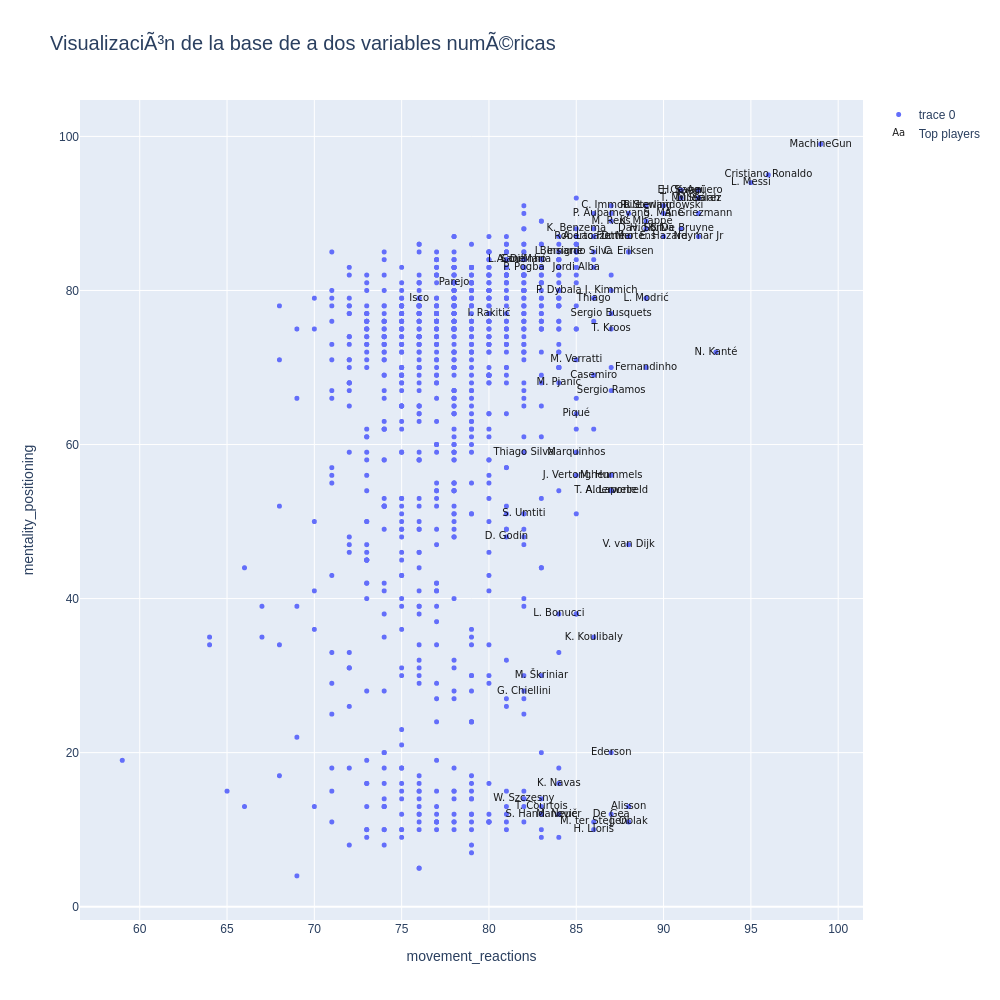 VisualizaciÃ³n de la base de a dos variables numÃ©ricas
trace 0
Aa Top players
100
MachineGun
Cristiano Ronaldo
L. Messi
P. Aubameyang
A. Griezmann
K. Benzema
De Bruyne
E. Hazard
Neymar Jr
C. Eriksen
P. Pogba
Jordi Alba
80
Parejo
P. Dybala
J. Kimmich
Isco
Thiago
L. Modrić
I. Rakitić
Sergio Busquets
T. Kroos
N. Kanté
M. Verratti
Fernandinho
Casemiro
M. Pjanić
Sergio Ramos
Piqué
60
Thiago Silva
Marquinhos
J. Vertonghen
M. Hummels
T. Alderweireld
S. Umtiti
D. Godín
V. van Dijk
40
L. Bonucci
K. Koulibaly
M. Škriniar
G. Chiellini
20
Ederson
K. Navas
W. Szczęsny
T. Courtois
Alisson
S. Handanovič
M. Neuer
De Gea
M. ter Stegen
J. Oblak
H. Lloris
0
60
65
70
75
80
85
90
95
100
movement_reactions
mentality_positioning